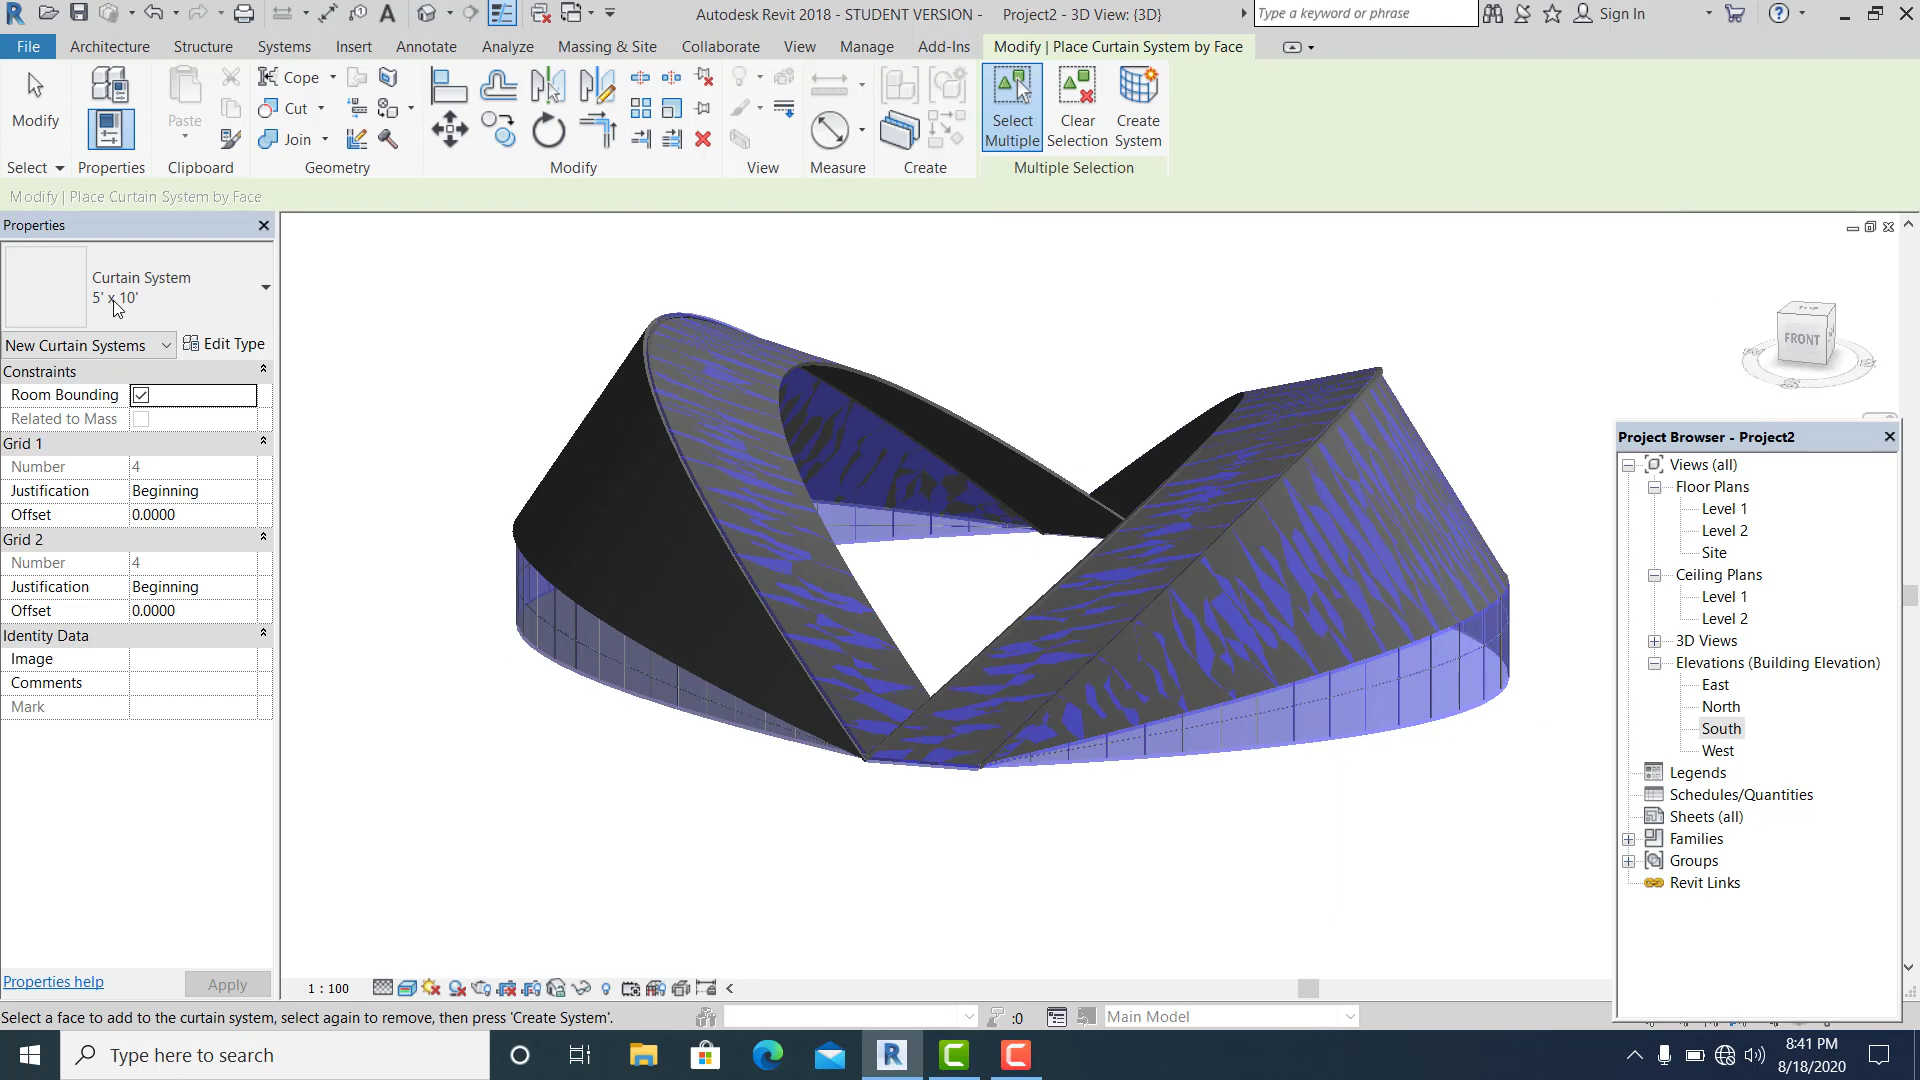 Autodesk Revit 2018 - STUDENT VERSION - Project2 - 3D View: {3D}
Type a keyword or phrase
Sign In
File Architecture Structure Systems Insert Annotate Analyze Massing & Site Collaborate View Manage Add-Ins Modify | Place Curtain System by Face
Modify
Paste
Cope
Cut
Join
Select Multiple
Clear Selection
Create System
Select Properties Clipboard Geometry Modify View Measure Create Multiple Selection
Modify | Place Curtain System by Face
Properties
Curtain System
5' x 10'
New Curtain Systems Edit Type
Constraints
Room Bounding
Related to Mass
Grid 1
Number 4
Justification Beginning
Offset 0.0000
Grid 2
Number 4
Justification Beginning
Offset 0.0000
Identity Data
Image
Comments
Mark
Properties help Apply
FRONT
TOP
Project Browser - Project2
Views (all)
Floor Plans
Level 1
Level 2
Site
Ceiling Plans
Level 1
Level 2
3D Views
Elevations (Building Elevation)
East
North
South
West
Legends
Schedules/Quantities
Sheets (all)
Families
Groups
Revit Links
1 : 100
Select a face to add to the curtain system, select again to remove, then press 'Create System'.
:0
Main Model
Type here to search
8:41 PM
8/18/2020